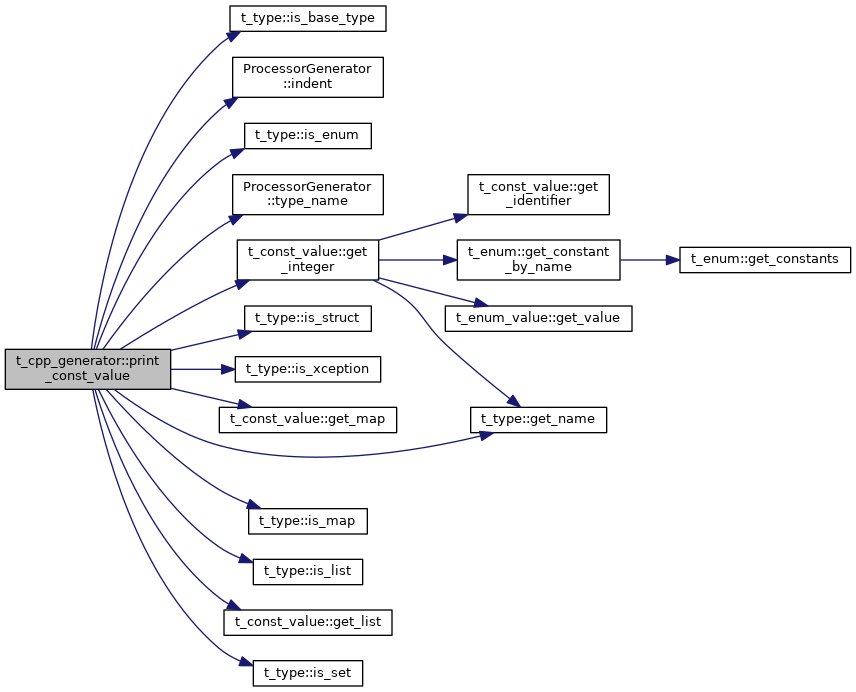 t_type::is_base_type
ProcessorGenerator
::indent
t_type::is_enum
ProcessorGenerator
::type_name
t_const_value::get
_identifier
t_const_value::get
_integer
t_enum::get_constant
_by_name
t_enum::get_constants
t_type::is_struct
t_enum_value::get_value
t_cpp_generator::print
_const_value
t_type::is_xception
t_const_value::get_map
t_type::get_name
t_type::is_map
t_type::is_list
t_const_value::get_list
t_type::is_set